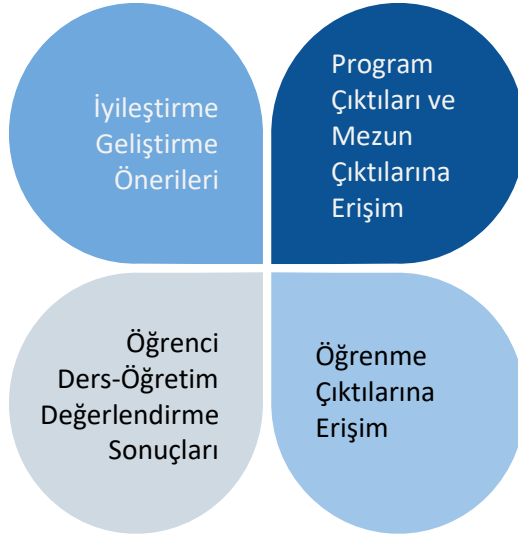 İyileştirme
Geliştirme
Önerileri
Program
Çıktıları ve
Mezun
Çıktılarına
Erişim
Öğrenci
Ders-Öğretim
Değerlendirme
Sonuçları
Öğrenme
Çıktılarına
Erişim